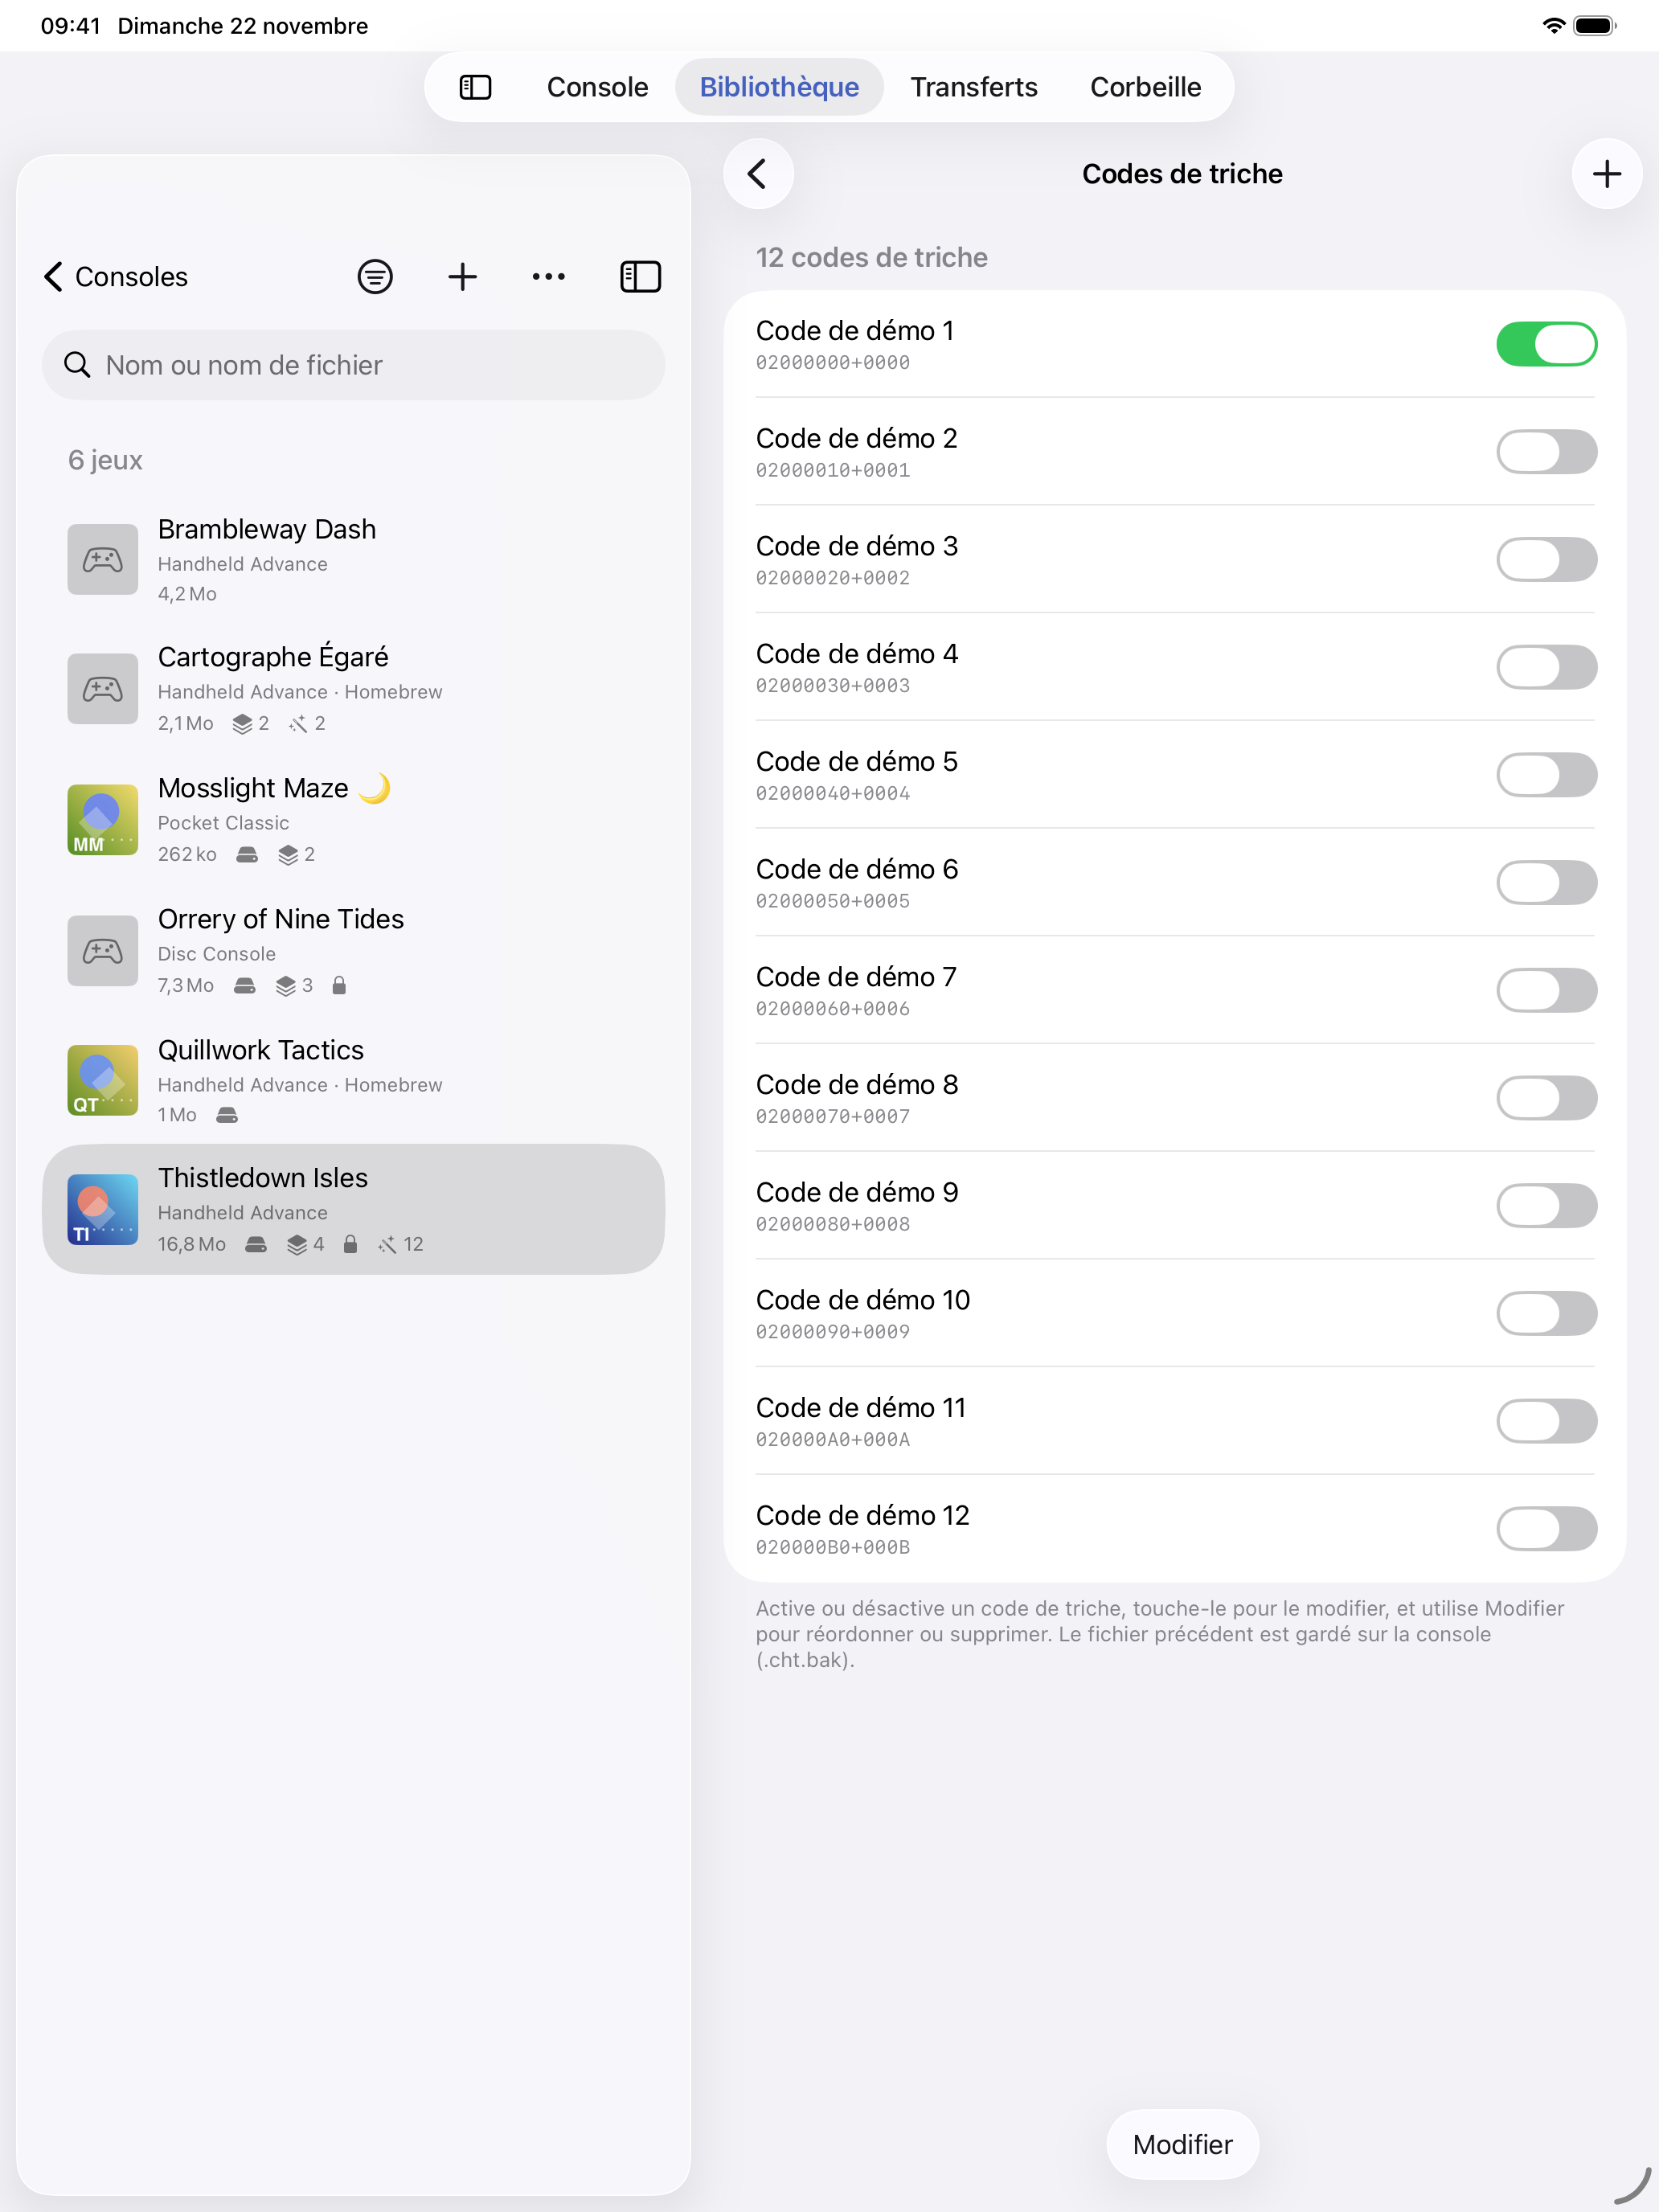 09:41 Dimanche 22 novembre
Console Bibliothèque Transferts Corbeille
Consoles
Nom ou nom de fichier
6 jeux
Brambleway Dash
Handheld Advance
4,2 Mo
Cartographe Égaré
Handheld Advance · Homebrew
2,1 Mo 2 2
MM
Mosslight Maze 🌙
Pocket Classic
262 ko 2
Orrery of Nine Tides
Disc Console
7,3 Mo 3
QT
Quillwork Tactics
Handheld Advance · Homebrew
1 Mo
TI
Thistledown Isles
Handheld Advance
16,8 Mo 4 12
Codes de triche
12 codes de triche
Code de démo 1
02000000+0000
Code de démo 2
02000010+0001
Code de démo 3
02000020+0002
Code de démo 4
02000030+0003
Code de démo 5
02000040+0004
Code de démo 6
02000050+0005
Code de démo 7
02000060+0006
Code de démo 8
02000070+0007
Code de démo 9
02000080+0008
Code de démo 10
02000090+0009
Code de démo 11
020000A0+000A
Code de démo 12
020000B0+000B
Active ou désactive un code de triche, touche-le pour le modifier, et utilise Modifier
pour réordonner ou supprimer. Le fichier précédent est gardé sur la console
(.cht.bak).
Modifier